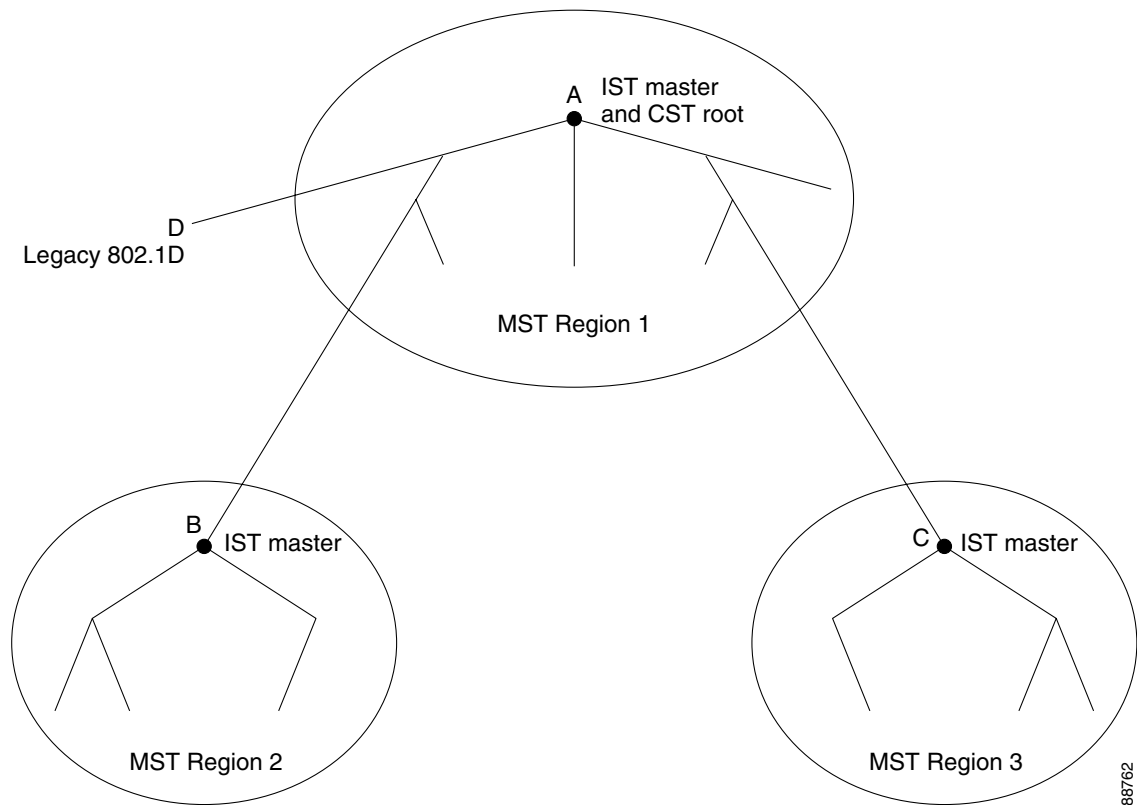 A
IST master
and CST root
D
Legacy 802.1D
MST Region 1
B
IST master
C
IST master
MST Region 2
MST Region 3
88762